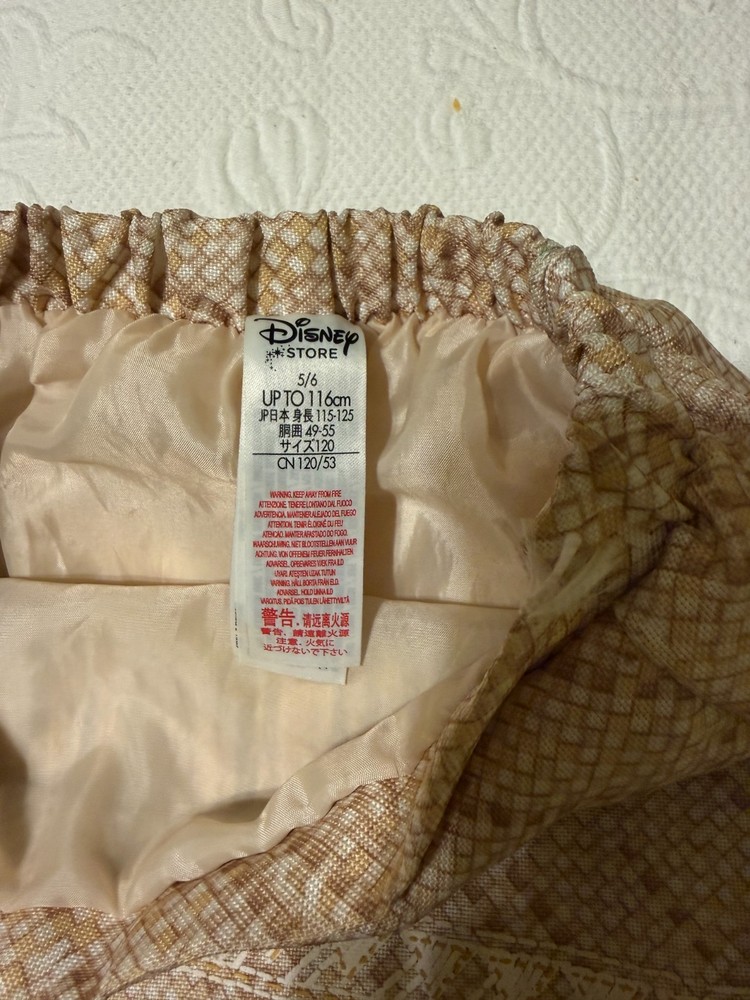 Disney
STORE
5/6
UP TO 116cm
JP日本 身長 115-125
胴囲 49-55
サイズ120
CN 120/53
WARNING. KEEP AWAY FROM FIRE
ATTENZIONE. TENERE LONTANO DAL FUOCO
ADVERTENCIA. MANTENER ALEJADO DEL FUEGO
ATTENTION. TENIR ÉLOIGNÉ DU FEU
ATENCAO. MANTER AFASTADO DO FOGO.
WAARSCHUWING. NIET BLOOTSTELLEN AAN VUUR
ACHTUNG. VON OFFENEM FEUER FERNHALTEN
ADVARSEL. OPBEVARES VÆK FRA ILD
UYARI. ATEŞTEN UZAK TUTUN
VARNING. HÅLL BORTA FRÅN ELD.
ADVARSEL. HOLD UNNA ILD
VAROITUS. PIDÄ POIS TULEN LÄHETTYVILTÄ
警告.请远离火源
警告. 請遠離火源
注意. 火気に
近づけないで下さい